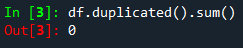 In [3]: df.duplicated().sum()
Out[3]: 0